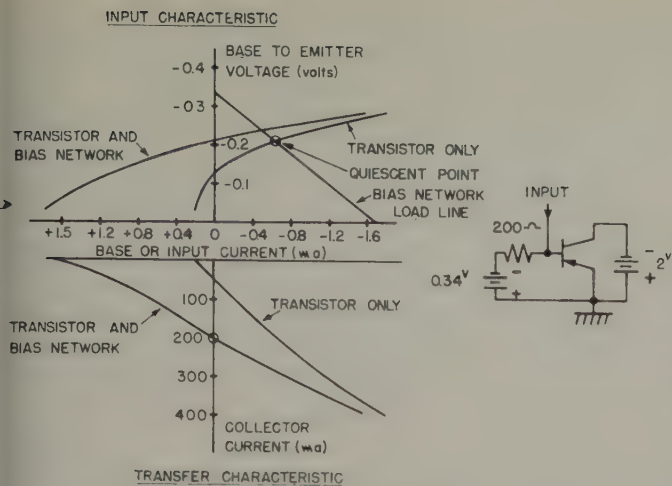 INPUT CHARACTERISTIC
BASE TO EMITTER
VOLTAGE (volts)
-0.4
-0.3
-0.2
-0.1
TRANSISTOR AND
BIAS NETWORK
TRANSISTOR ONLY
QUIESCENT POINT
BIAS NETWORK
LOAD LINE
+1.5 +1.2 +0.8 +0.4 0 -0.4 -0.8 -1.2 -1.6
BASE OR INPUT CURRENT (ma)
100
200
300
400
TRANSISTOR ONLY
TRANSISTOR AND
BIAS NETWORK
COLLECTOR
CURRENT (ma)
TRANSFER CHARACTERISTIC
INPUT
200
0.34V
-
+
-
2V
+